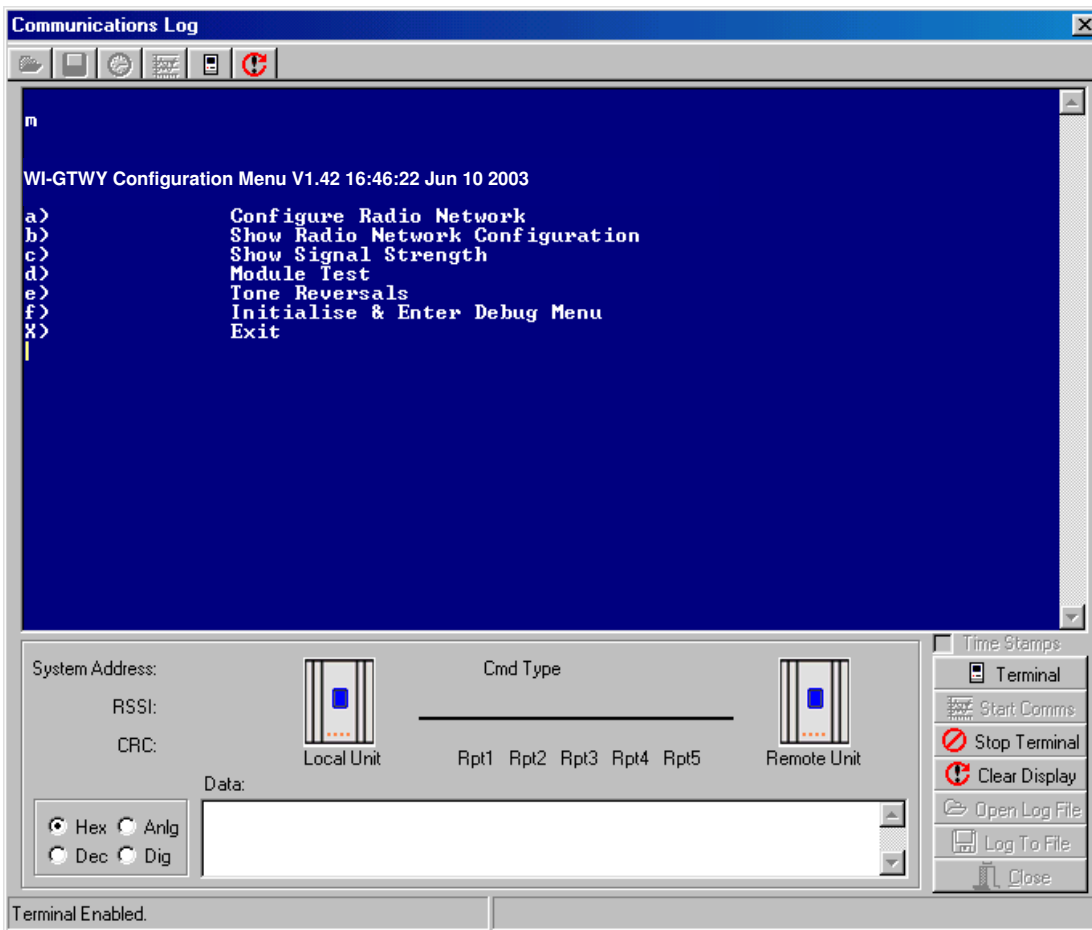 Communications Log
m
WI-GTWY Configuration Menu V1.42 16:46:22 Jun 10 2003
a) Configure Radio Network
b) Show Radio Network Configuration
c) Show Signal Strength
d) Module Test
e) Tone Reversals
f) Initialise & Enter Debug Menu
X) Exit
System Address:
RSSI:
CRC:
Cmd Type
Local Unit
Rpt1 Rpt2 Rpt3 Rpt4 Rpt5
Remote Unit
Data:
Hex Anlg
Dec Dig
Time Stamps
Terminal
Start Comms
Stop Terminal
Clear Display
Open Log File
Log To File
Close
Terminal Enabled.